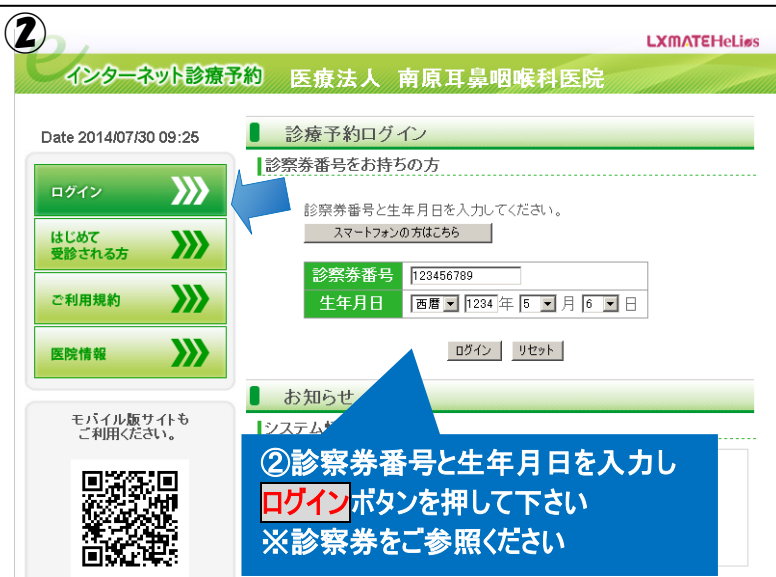 ②
LXMATEHeLios
インターネット診療予約 医療法人 南原耳鼻咽喉科医院
Date 2014/07/30 09:25
ログイン
はじめて
受診される方
ご利用規約
医院情報
モバイル版サイトも
ご利用ください。
診療予約ログイン
診察券番号をお持ちの方
診察券番号と生年月日を入力してください。
スマートフォンの方はこちら
診察券番号 123456789
生年月日 西暦 1234 年 5 月 6 日
ログイン リセット
お知らせ
システム
②診察券番号と生年月日を入力し
ログインボタンを押して下さい
※診察券をご参照ください